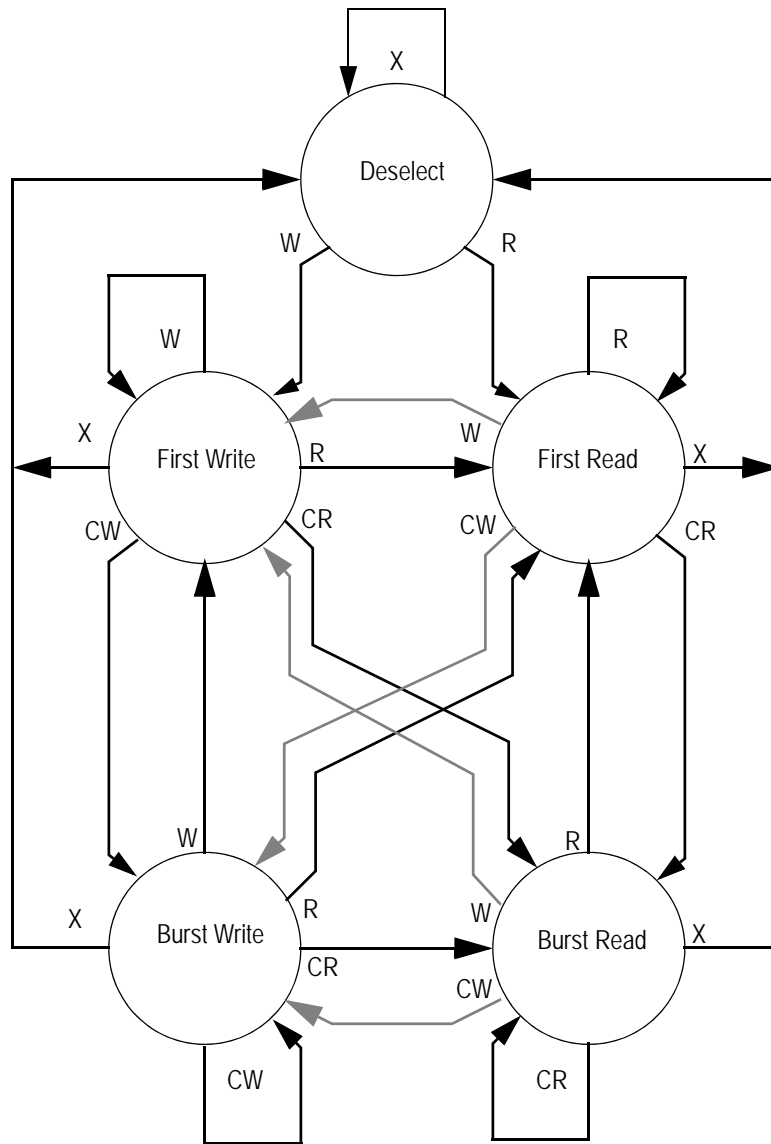 X
Deselect
W
R
W
R
X
W
First Write
R
First Read
X
CW
CR
CW
CR
W
R
X
R
W
Burst Write
Burst Read
X
CR
CW
CW
CR